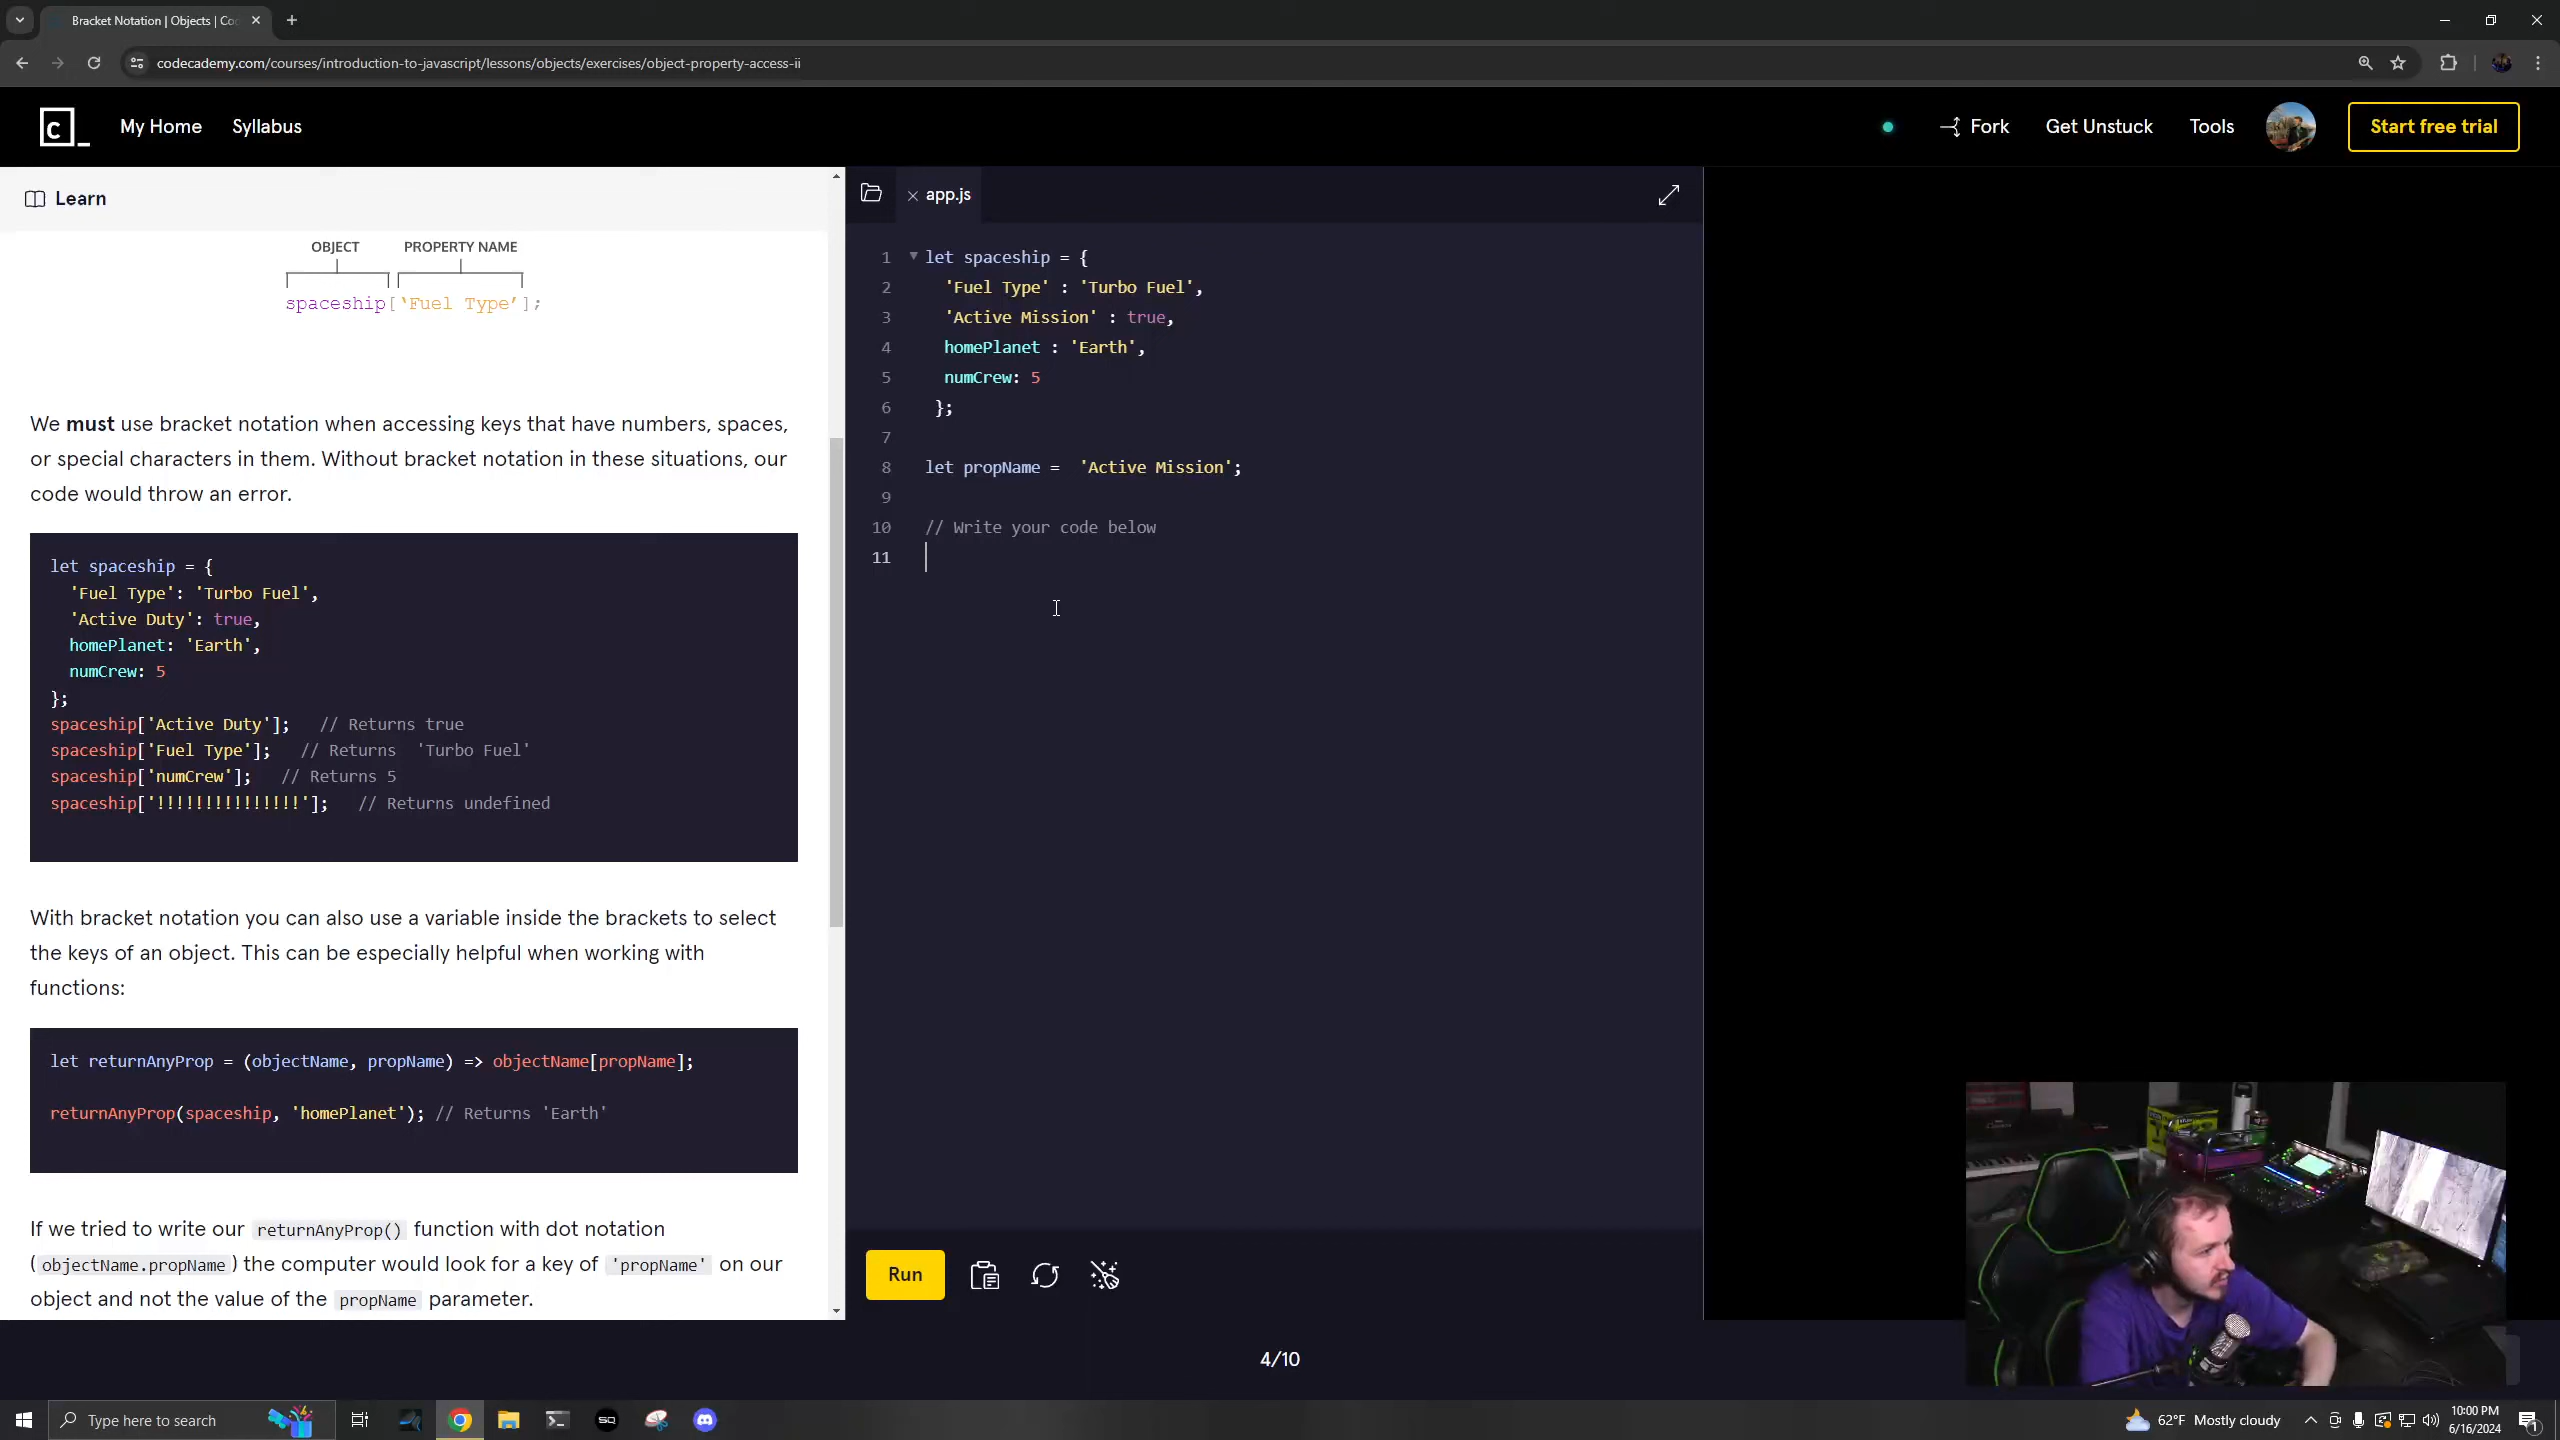 Bracket Notation | Objects | Co
codecademy.com/courses/introduction-to-javascript/lessons/objects/exercises/object-property-access-ii
c_ My Home Syllabus Fork Get Unstuck Tools Start free trial
Learn
OBJECT PROPERTY NAME
spaceship[‘Fuel Type’];
We must use bracket notation when accessing keys that have numbers, spaces,
or special characters in them. Without bracket notation in these situations, our
code would throw an error.
let spaceship = {
'Fuel Type': 'Turbo Fuel',
'Active Duty': true,
homePlanet: 'Earth',
numCrew: 5
};
spaceship['Active Duty']; // Returns true
spaceship['Fuel Type']; // Returns 'Turbo Fuel'
spaceship['numCrew']; // Returns 5
spaceship['!!!!!!!!!!!!!!!']; // Returns undefined
With bracket notation you can also use a variable inside the brackets to select
the keys of an object. This can be especially helpful when working with
functions:
let returnAnyProp = (objectName, propName) => objectName[propName];
returnAnyProp(spaceship, 'homePlanet'); // Returns 'Earth'
If we tried to write our returnAnyProp() function with dot notation
(objectName.propName) the computer would look for a key of 'propName' on our
object and not the value of the propName parameter.
app.js
1 let spaceship = {
2 'Fuel Type' : 'Turbo Fuel',
3 'Active Mission' : true,
4 homePlanet : 'Earth',
5 numCrew: 5
6 };
7
8 let propName = 'Active Mission';
9
10 // Write your code below
11
Run
4/10
Type here to search
SQ
62°F Mostly cloudy
10:00 PM
6/16/2024
1